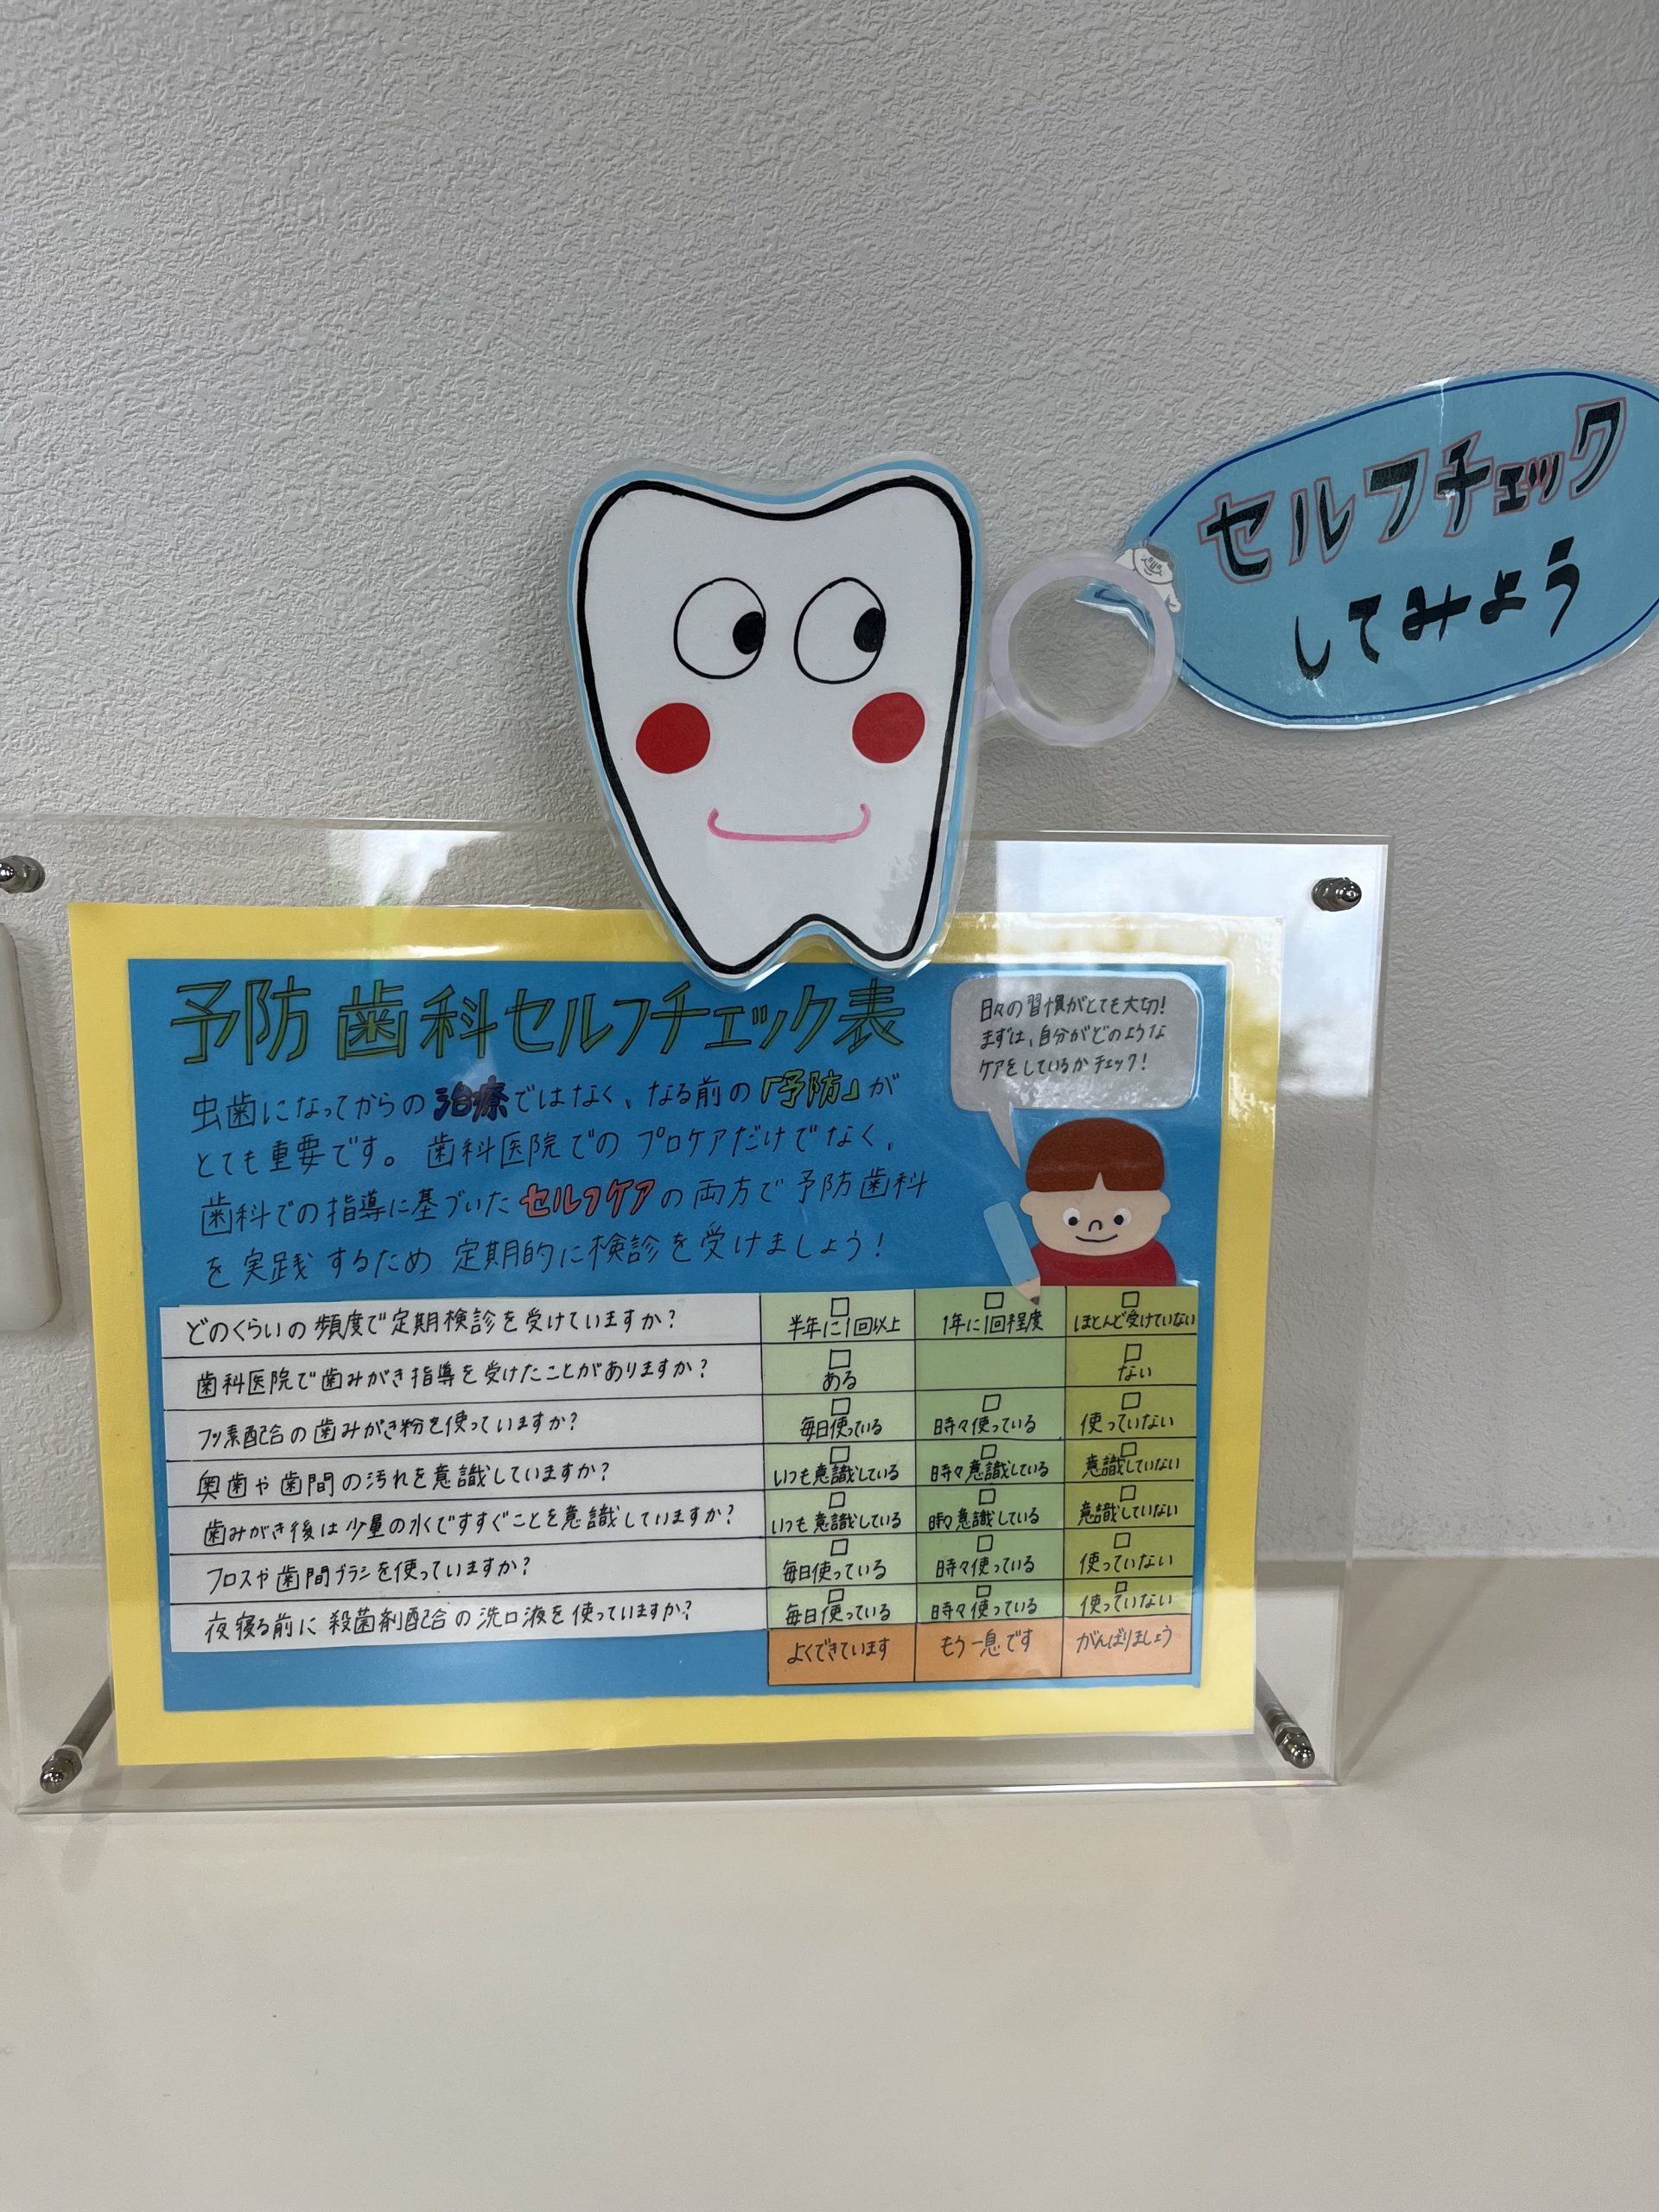 セルフチェック
してみよう
予防歯科セルフチェック表
日々の習慣がとても大切!
まずは、自分がどのような
ケアをしているかチェック!
虫歯になってからの治療ではなく、なる前の「予防」が
とても重要です。歯科医院でのプロケアだけでなく、
歯科での指導に基づいたセルフケアの両方で予防歯科
を実践するため定期的に検診を受けましょう!
どのくらいの頻度で定期検診を受けていますか? □半年に1回以上 □1年に1回程度 □ほとんど受けていない
歯科医院で歯みがき指導を受けたことがありますか? □ある □ない
フッ素配合の歯みがき粉を使っていますか? □毎日使っている □時々使っている □使っていない
奥歯や歯間の汚れを意識していますか? □いつも意識している □時々意識している □意識していない
歯みがき後は少量の水ですすぐことを意識していますか? □いつも意識している □時々意識している □意識していない
フロスや歯間ブラシを使っていますか? □毎日使っている □時々使っている □使っていない
夜寝る前に殺菌剤配合の洗口液を使っていますか? □毎日使っている □時々使っている □使っていない
よくできています もう一息です がんばりましょう